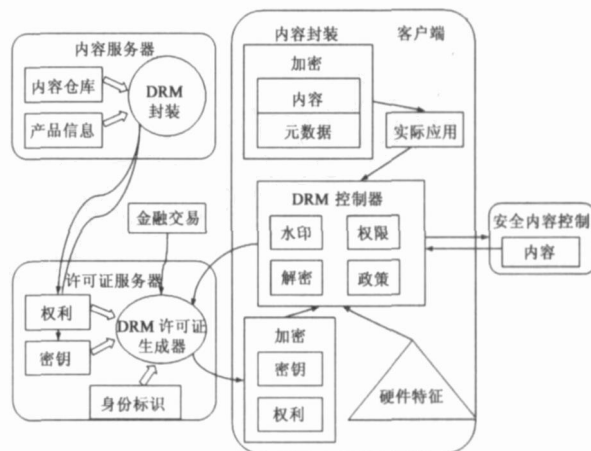 内容服务器
内容仓库
产品信息
DRM
封装
金融交易
许可证服务器
权利
密钥
DRM 许可证
生成器
身份标识
内容封装
客户端
加密
内容
元数据
实际应用
DRM 控制器
水印
权限
解密
政策
加密
密钥
权利
硬件特征
安全内容控制
内容